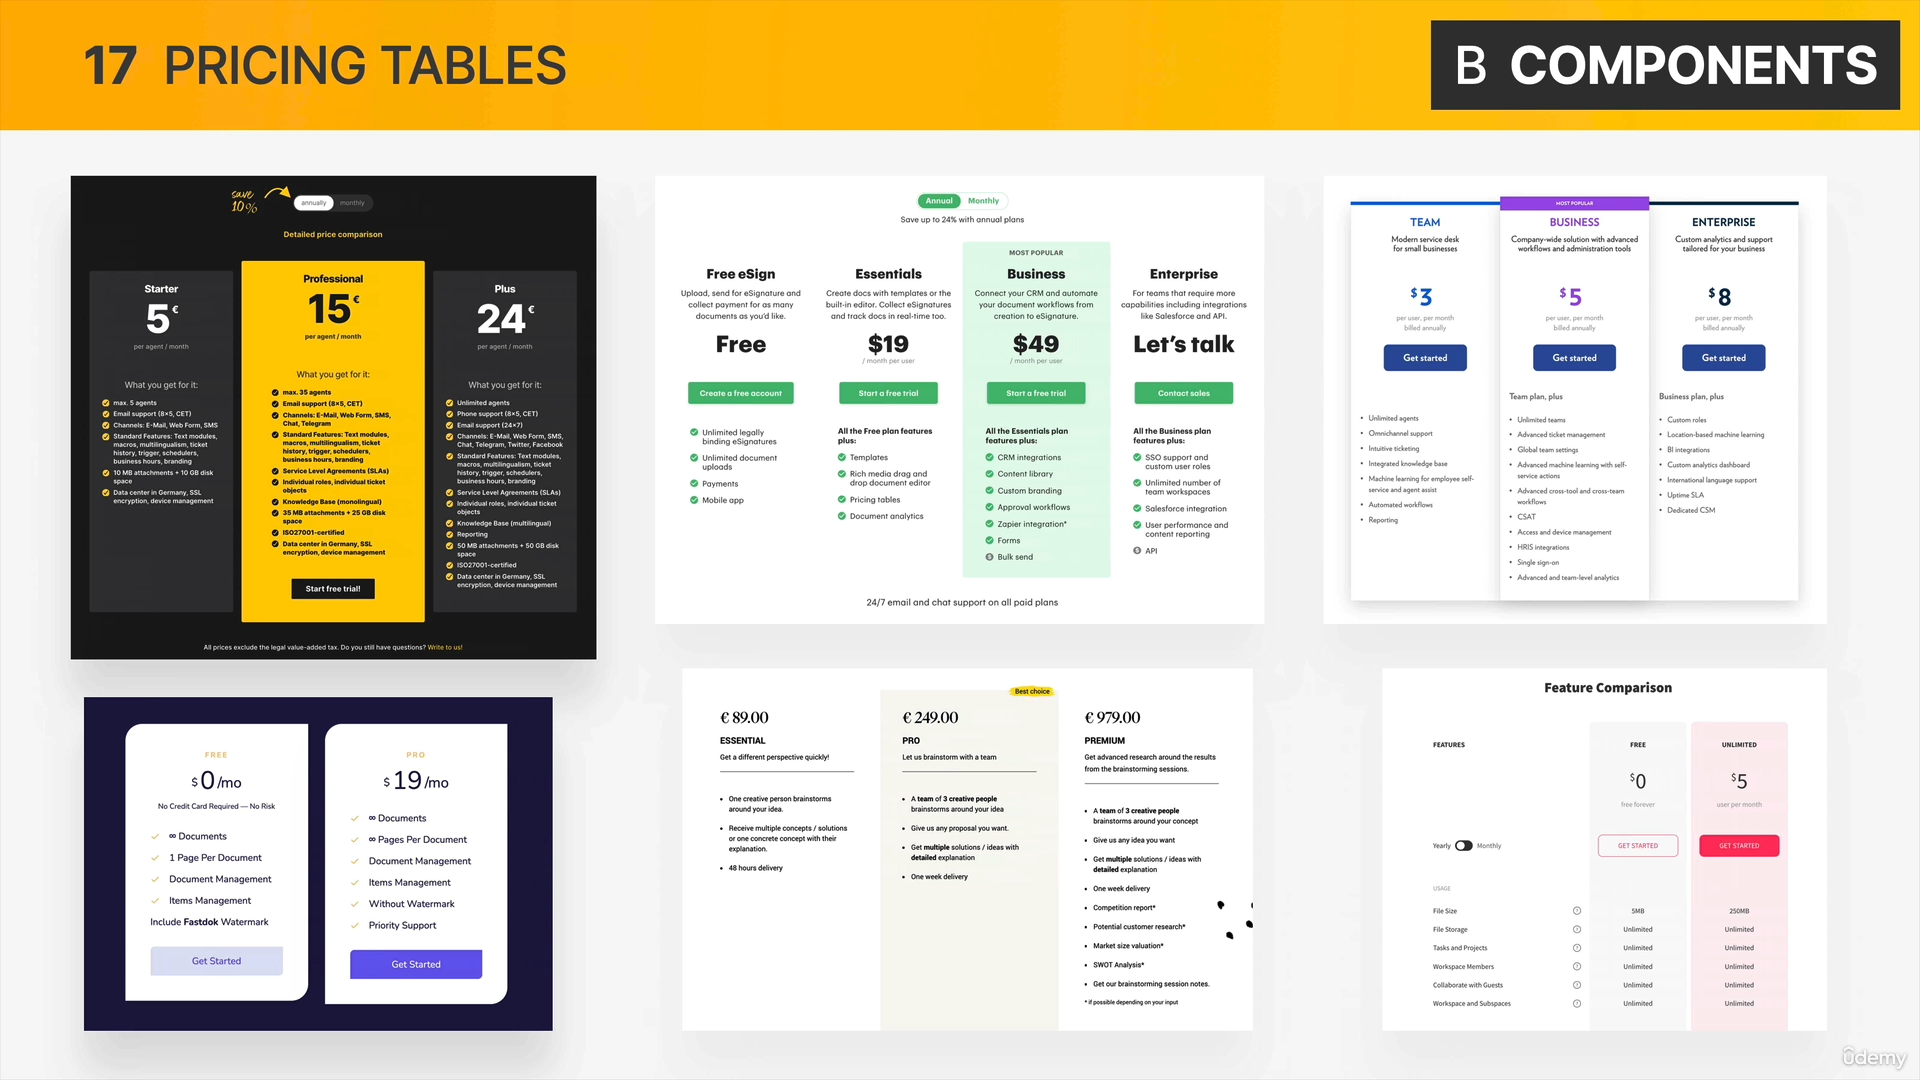 17 PRICING TABLES
B COMPONENTS
save
10%
annually
monthly
Detailed price comparison
Starter
5 €
per agent / month
What you get for it:
max. 5 agents
Email support (8×5, CET)
Channels: E-Mail, Web Form, SMS
Standard Features: Text modules,
macros, multilingualism, ticket
history, trigger, schedulers,
business hours, branding
10 MB attachments + 10 GB disk
space
Data center in Germany, SSL
encryption, device management
Professional
15 €
per agent / month
What you get for it:
max. 35 agents
Email support (8×5, CET)
Channels: E-Mail, Web Form, SMS,
Chat, Telegram
Standard Features: Text modules,
macros, multilingualism, ticket
history, trigger, schedulers,
business hours, branding
Service Level Agreements (SLAs)
Individual roles, individual ticket
objects
Knowledge Base (monolingual)
35 MB attachments + 25 GB disk
space
ISO27001-certified
Data center in Germany, SSL
encryption, device management
Start free trial!
Plus
24 €
per agent / month
What you get for it:
Unlimited agents
Phone support (8×5, CET)
Email support (24×7)
Channels: E-Mail, Web Form, SMS,
Chat, Telegram, Twitter, Facebook
Standard Features: Text modules,
macros, multilingualism, ticket
history, trigger, schedulers,
business hours, branding
Service Level Agreements (SLAs)
Individual roles, individual ticket
objects
Knowledge Base (multilingual)
Reporting
50 MB attachments + 50 GB disk
space
ISO27001-certified
Data center in Germany, SSL
encryption, device management
All prices exclude the legal value-added tax. Do you still have questions? Write to us!
Annual
Monthly
Save up to 24% with annual plans
Free eSign
Upload, send for eSignature and
collect payment for as many
documents as you'd like.
Free
Create a free account
Unlimited legally
binding eSignatures
Unlimited document
uploads
Payments
Mobile app
Essentials
Create docs with templates or the
built-in editor. Collect eSignatures
and track docs in real-time too.
$19
/ month per user
Start a free trial
All the Free plan features
plus:
Templates
Rich media drag and
drop document editor
Pricing tables
Document analytics
MOST POPULAR
Business
Connect your CRM and automate
your document workflows from
creation to eSignature.
$49
/ month per user
Start a free trial
All the Essentials plan
features plus:
CRM integrations
Content library
Custom branding
Approval workflows
Zapier integration*
Forms
Bulk send
Enterprise
For teams that require more
capabilities including integrations
like Salesforce and API.
Let's talk
Contact sales
All the Business plan
features plus:
SSO support and
custom user roles
Unlimited number of
team workspaces
Salesforce integration
User performance and
content reporting
API
24/7 email and chat support on all paid plans
TEAM
Modern service desk
for small businesses
$3
per user, per month
billed annually
Get started
• Unlimited agents
• Omnichannel support
• Intuitive ticketing
• Integrated knowledge base
• Machine learning for employee self-
service and agent assist
• Automated workflows
• Reporting
MOST POPULAR
BUSINESS
Company-wide solution with advanced
workflows and administration tools
$5
per user, per month
billed annually
Get started
Team plan, plus
• Unlimited teams
• Advanced ticket management
• Global team settings
• Advanced machine learning with self-
service actions
• Advanced cross-tool and cross-team
workflows
• CSAT
• Access and device management
• HRIS integrations
• Single sign-on
• Advanced and team-level analytics
ENTERPRISE
Custom analytics and support
tailored for your business
$8
per user, per month
billed annually
Get started
Business plan, plus
• Custom roles
• Location-based machine learning
• BI integrations
• Custom analytics dashboard
• International language support
• Uptime SLA
• Dedicated CSM
FREE
$0/mo
No Credit Card Required — No Risk
∞ Documents
1 Page Per Document
Document Management
Items Management
Include Fastdok Watermark
Get Started
PRO
$19/mo
∞ Documents
∞ Pages Per Document
Document Management
Items Management
Without Watermark
Priority Support
Get Started
€ 89.00
ESSENTIAL
Get a different perspective quickly!
• One creative person brainstorms
around your idea.
• Receive multiple concepts / solutions
or one concrete concept with their
explanation.
• 48 hours delivery
Best choice
€ 249.00
PRO
Let us brainstorm with a team
• A team of 3 creative people
brainstorms around your idea
• Give us any proposal you want.
• Get multiple solutions / ideas with
detailed explanation
• One week delivery
€ 979.00
PREMIUM
Get advanced research around the results
from the brainstorming sessions.
• A team of 3 creative people
brainstorms around your concept
• Give us any idea you want
• Get multiple solutions / ideas with
detailed explanation
• One week delivery
• Competition report*
• Potential customer research*
• Market size valuation*
• SWOT Analysis*
• Get our brainstorming session notes.
* if possible depending on your input
Feature Comparison
FEATURES
FREE
UNLIMITED
$0
$5
free forever
user per month
Yearly
Monthly
GET STARTED
GET STARTED
USAGE
File Size 5MB 250MB
File Storage Unlimited Unlimited
Tasks and Projects Unlimited Unlimited
Workspace Members Unlimited Unlimited
Collaborate with Guests Unlimited Unlimited
Workspace and Subspaces Unlimited Unlimited
udemy